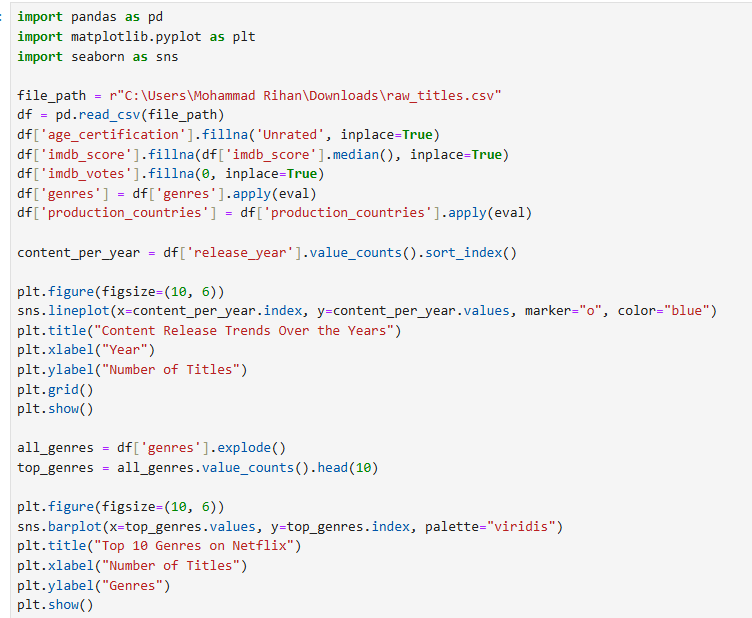 import pandas as pd
import matplotlib.pyplot as plt
import seaborn as sns

file_path = r"C:\Users\Mohammad Rihan\Downloads\raw_titles.csv"
df = pd.read_csv(file_path)
df['age_certification'].fillna('Unrated', inplace=True)
df['imdb_score'].fillna(df['imdb_score'].median(), inplace=True)
df['imdb_votes'].fillna(0, inplace=True)
df['genres'] = df['genres'].apply(eval)
df['production_countries'] = df['production_countries'].apply(eval)

content_per_year = df['release_year'].value_counts().sort_index()

plt.figure(figsize=(10, 6))
sns.lineplot(x=content_per_year.index, y=content_per_year.values, marker="o", color="blue")
plt.title("Content Release Trends Over the Years")
plt.xlabel("Year")
plt.ylabel("Number of Titles")
plt.grid()
plt.show()

all_genres = df['genres'].explode()
top_genres = all_genres.value_counts().head(10)

plt.figure(figsize=(10, 6))
sns.barplot(x=top_genres.values, y=top_genres.index, palette="viridis")
plt.title("Top 10 Genres on Netflix")
plt.xlabel("Number of Titles")
plt.ylabel("Genres")
plt.show()